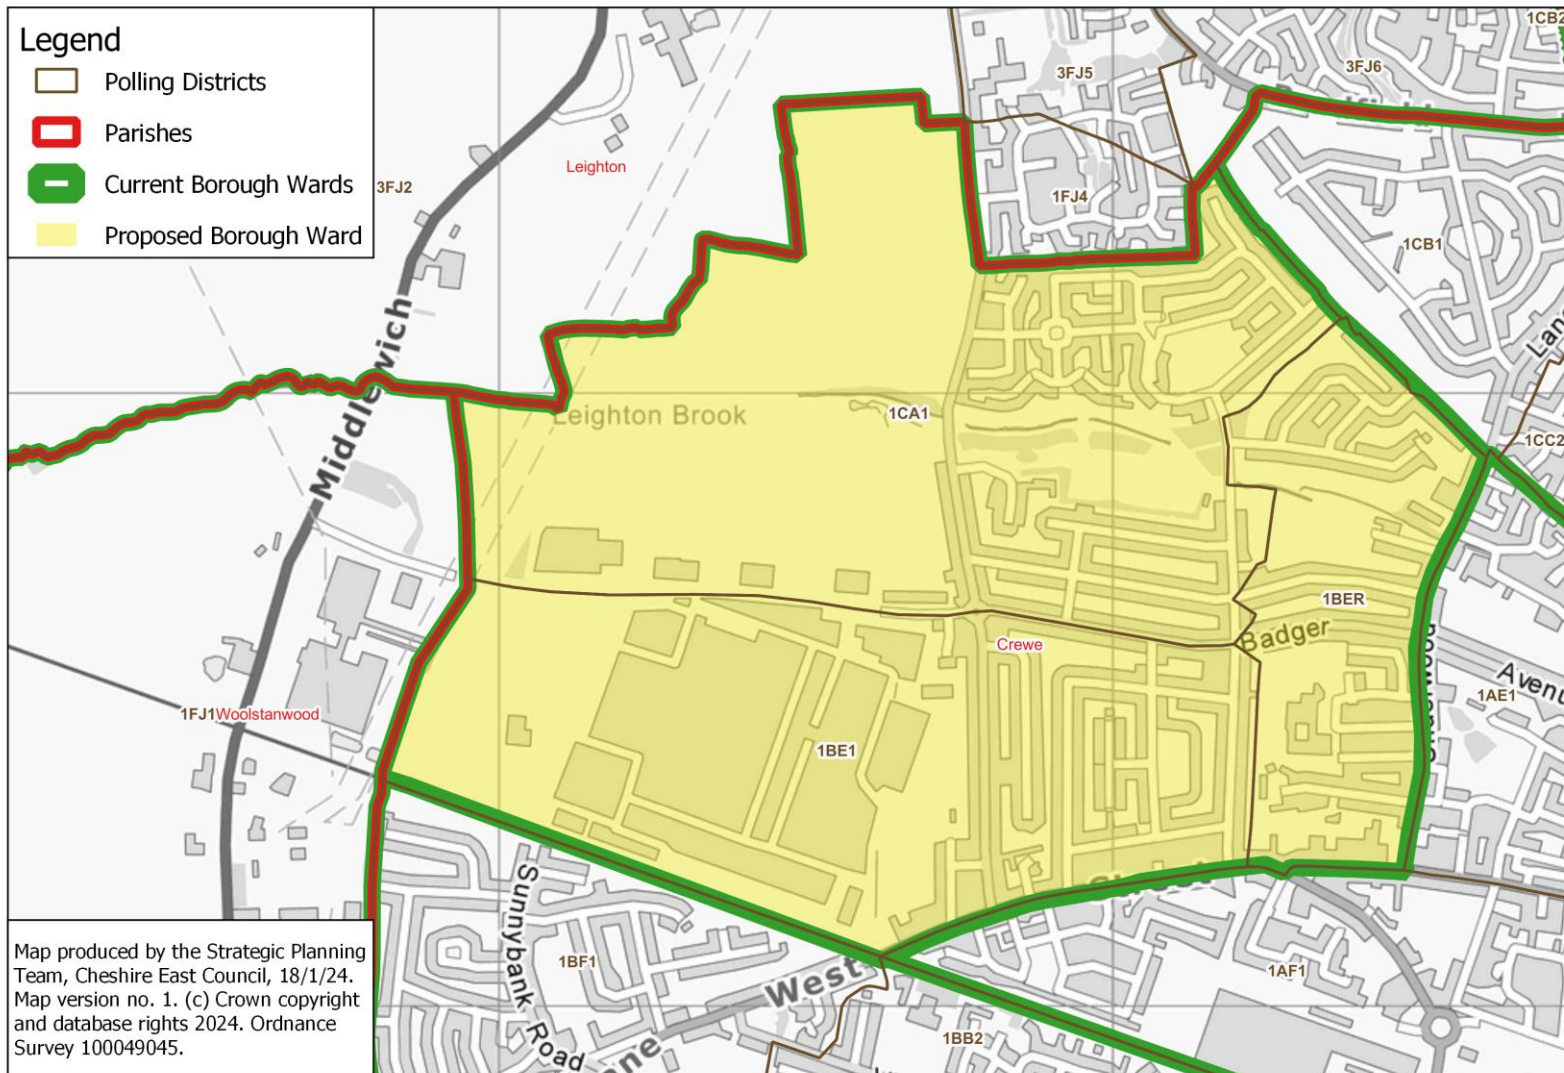 Legend
Polling Districts
Parishes
Current Borough Wards
Proposed Borough Ward
1CB2
3FJ5
3FJ6
Leighton
3FJ2
1FJ4
1CB1
Middlewich
Leighton Brook
1CA1
1CC2
1BER
Badger
Crewe
Avenu
1AE1
1FJ1
Woolstanwood
1BE1
Sunnybank Road
1BF1
West
1AF1
1BB2
Map produced by the Strategic Planning
Team, Cheshire East Council, 18/1/24.
Map version no. 1. (c) Crown copyright
and database rights 2024. Ordnance
Survey 100049045.